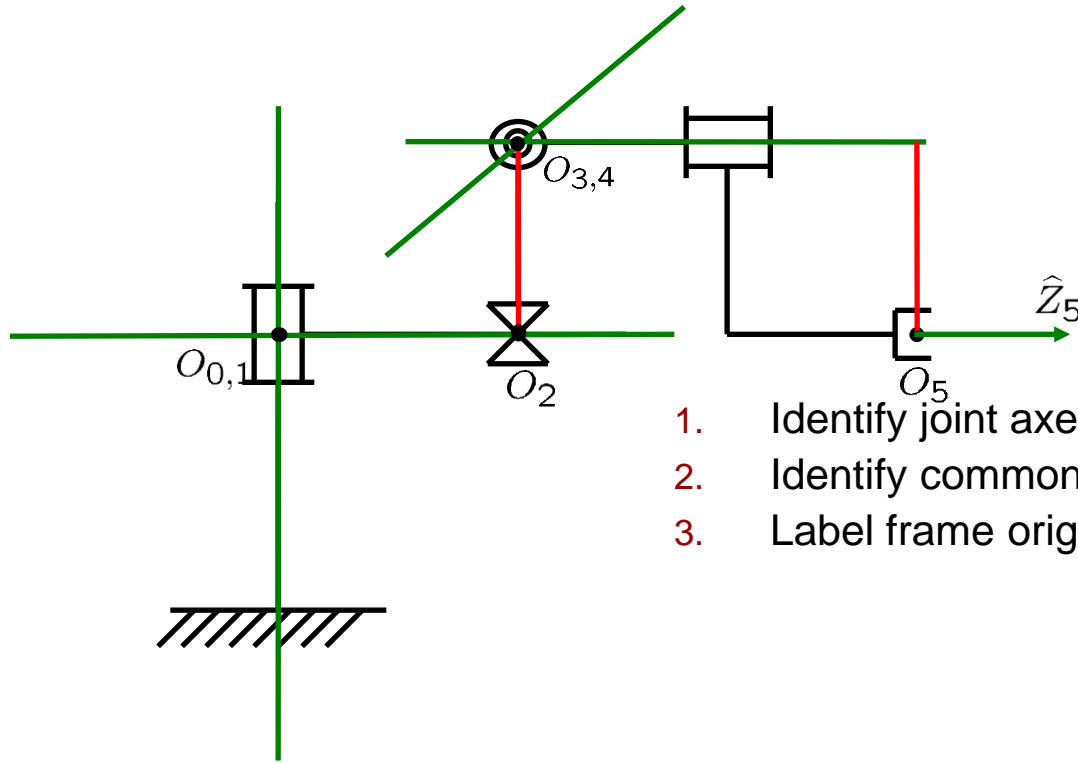 O₃,₄
Ẑ₅
O₀,₁
O₂
O₅
1. Identify joint axe
2. Identify common
3. Label frame orig